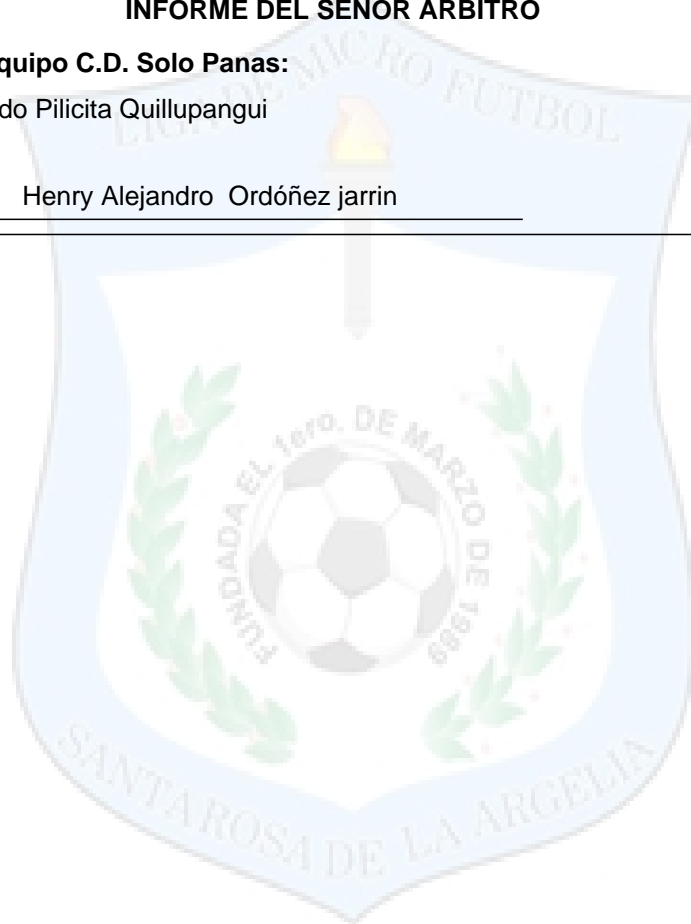 INFORME DEL SEÑOR ARBITRO
quipo C.D. Solo Panas:
do Pilicita Quillupangui
Henry Alejandro Ordóñez jarrin
LIGA DE MICRO FUTBOL
FUNDADA EL 1ero. DE MARZO DE 1989
SANTA ROSA DE LA ARGELIA